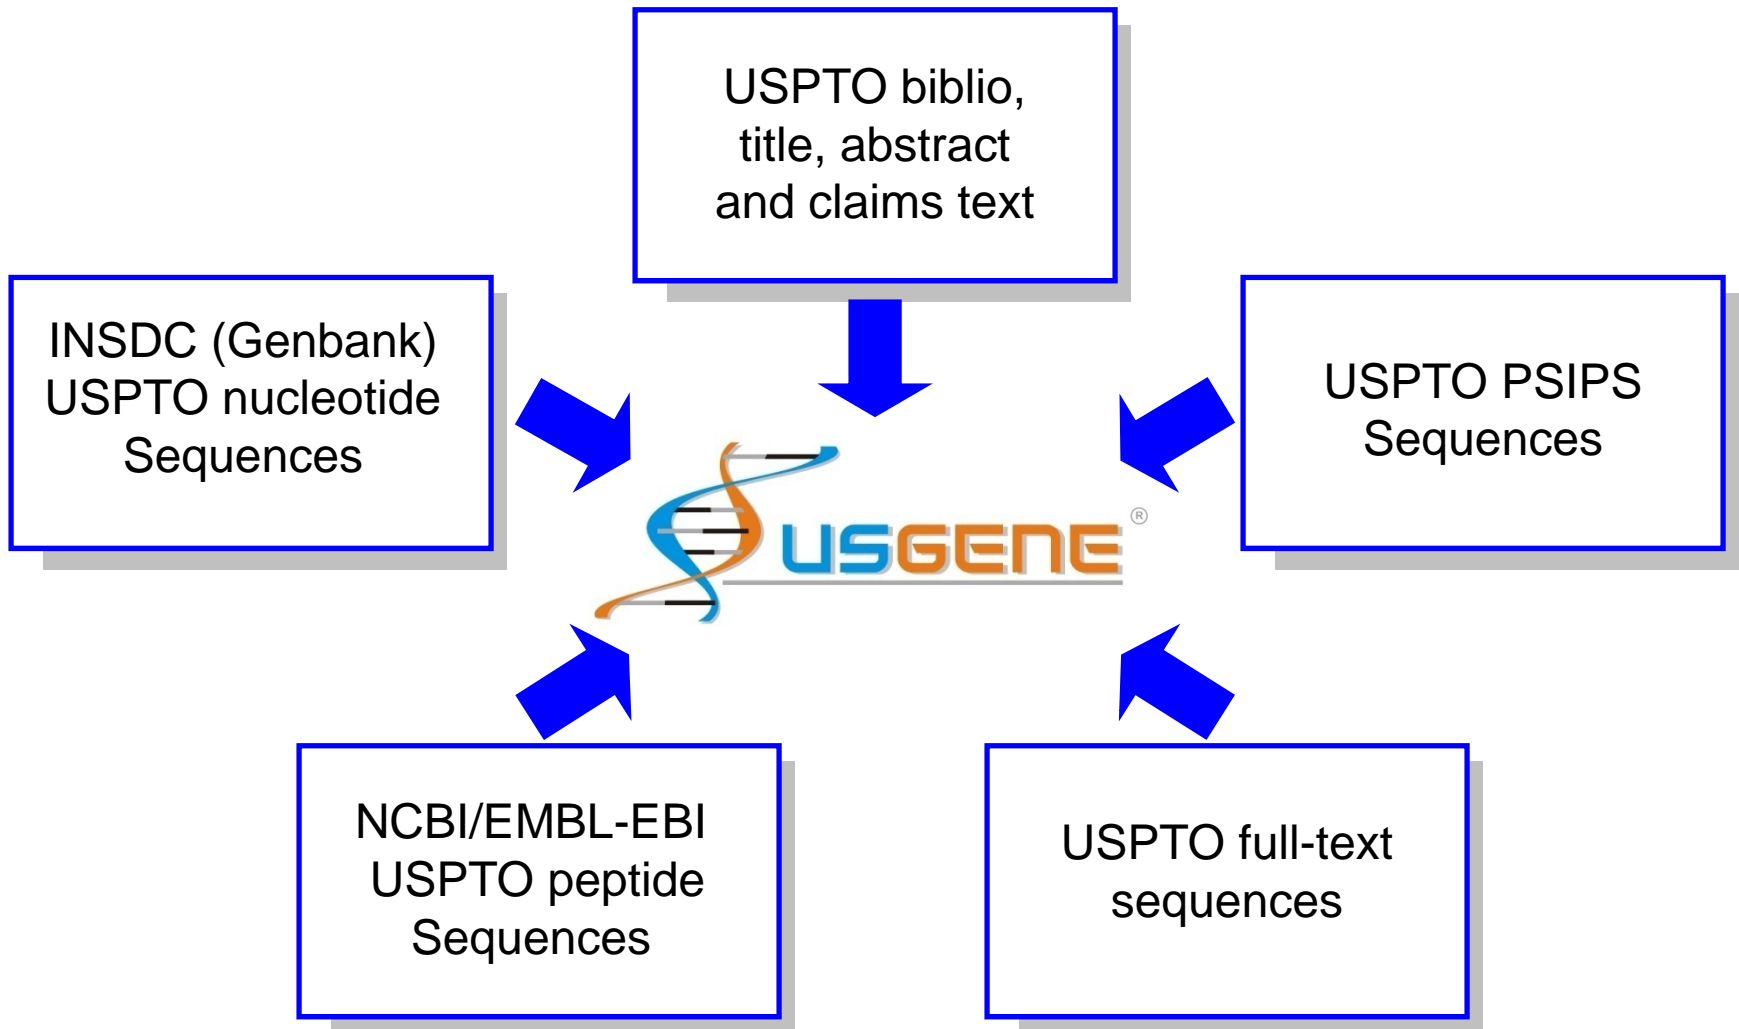 USPTO biblio,
title, abstract
and claims text
INSDC (Genbank)
USPTO nucleotide
Sequences
USPTO PSIPS
Sequences
USGENE ®
NCBI/EMBL-EBI
USPTO peptide
Sequences
USPTO full-text
sequences